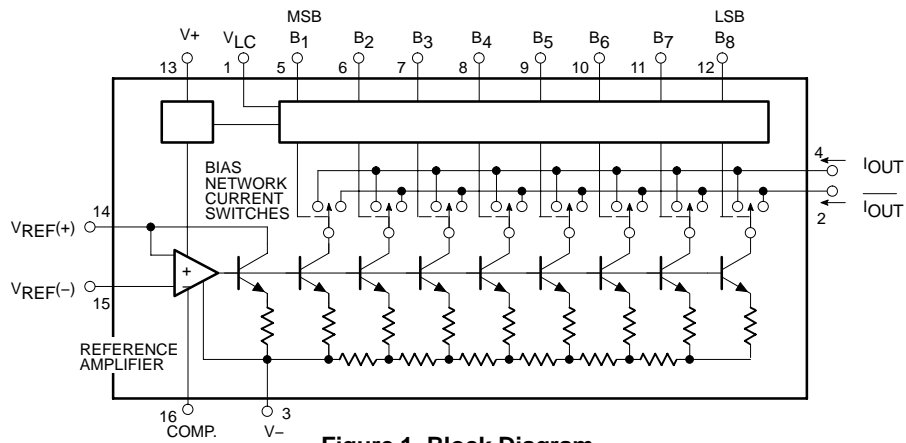 MSB LSB
V+ VLC B1 B2 B3 B4 B5 B6 B7 B8
13 1 5 6 7 8 9 10 11 12
4 IOUT
BIAS
NETWORK
CURRENT
SWITCHES
IOUT
2
14
VREF(+)
+
VREF(−)
−
15
REFERENCE
AMPLIFIER
16 3
COMP. V−
Figure 1. Block Diagram